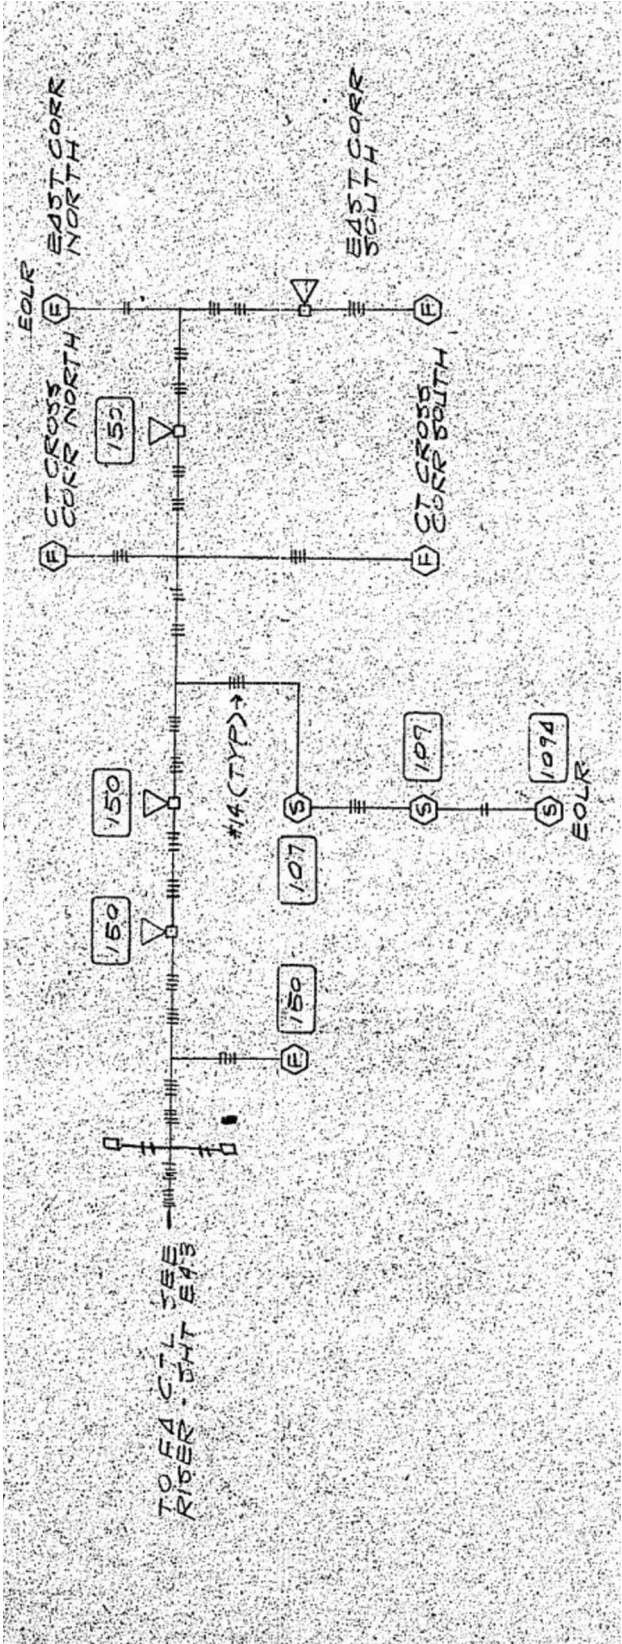 TO FA CTL SEE
RISER - SHT E43
150
150
150
F
CT CROSS
CORR NORTH
EOLR
F
EAST CORR
NORTH
#14 (TYP) →
F
150
107
S
S
107
S
109A
EOLR
F
CT CROSS
CORR SOUTH
F
EAST CORR
SOUTH